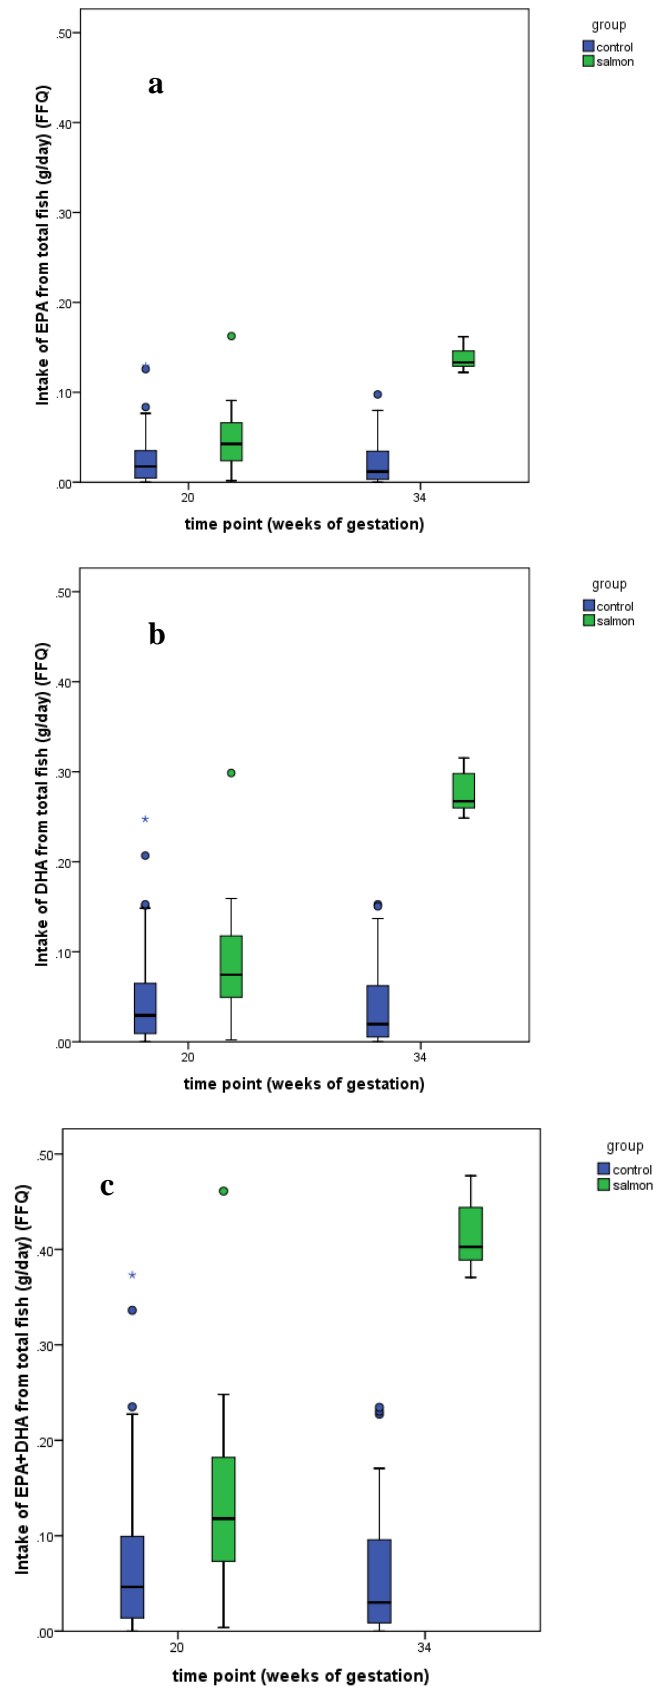 group
control
salmon
a
.50
.40
.30
.20
.10
.00
Intake of EPA from total fish (g/day) (FFQ)
20 34
time point (weeks of gestation)
group
control
salmon
b
.50
.40
.30
.20
.10
.00
Intake of DHA from total fish (g/day) (FFQ)
20 34
time point (weeks of gestation)
group
control
salmon
c
.50
.40
.30
.20
.10
.00
Intake of EPA+DHA from total fish (g/day) (FFQ)
20 34
time point (weeks of gestation)